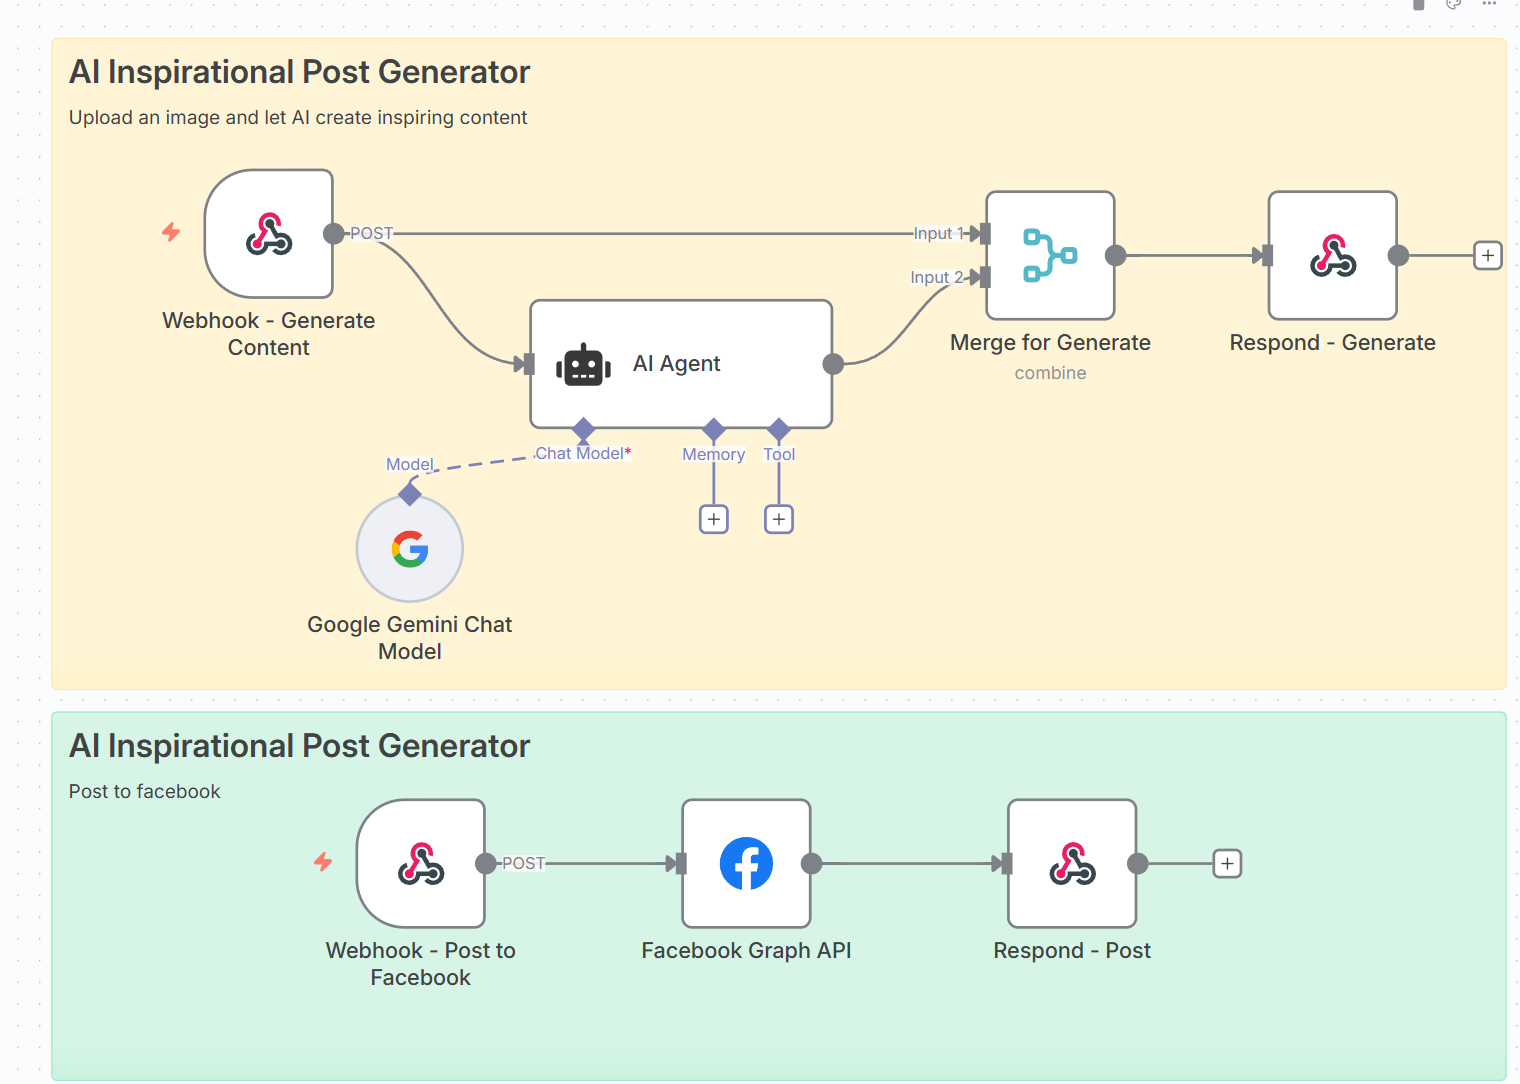 AI Inspirational Post Generator
Upload an image and let AI create inspiring content
POST
Input 1
Input 2
Webhook - Generate
Content
AI Agent
Merge for Generate
combine
Respond - Generate
Chat Model*
Memory
Tool
Model
Google Gemini Chat
Model
AI Inspirational Post Generator
Post to facebook
POST
Webhook - Post to
Facebook
Facebook Graph API
Respond - Post